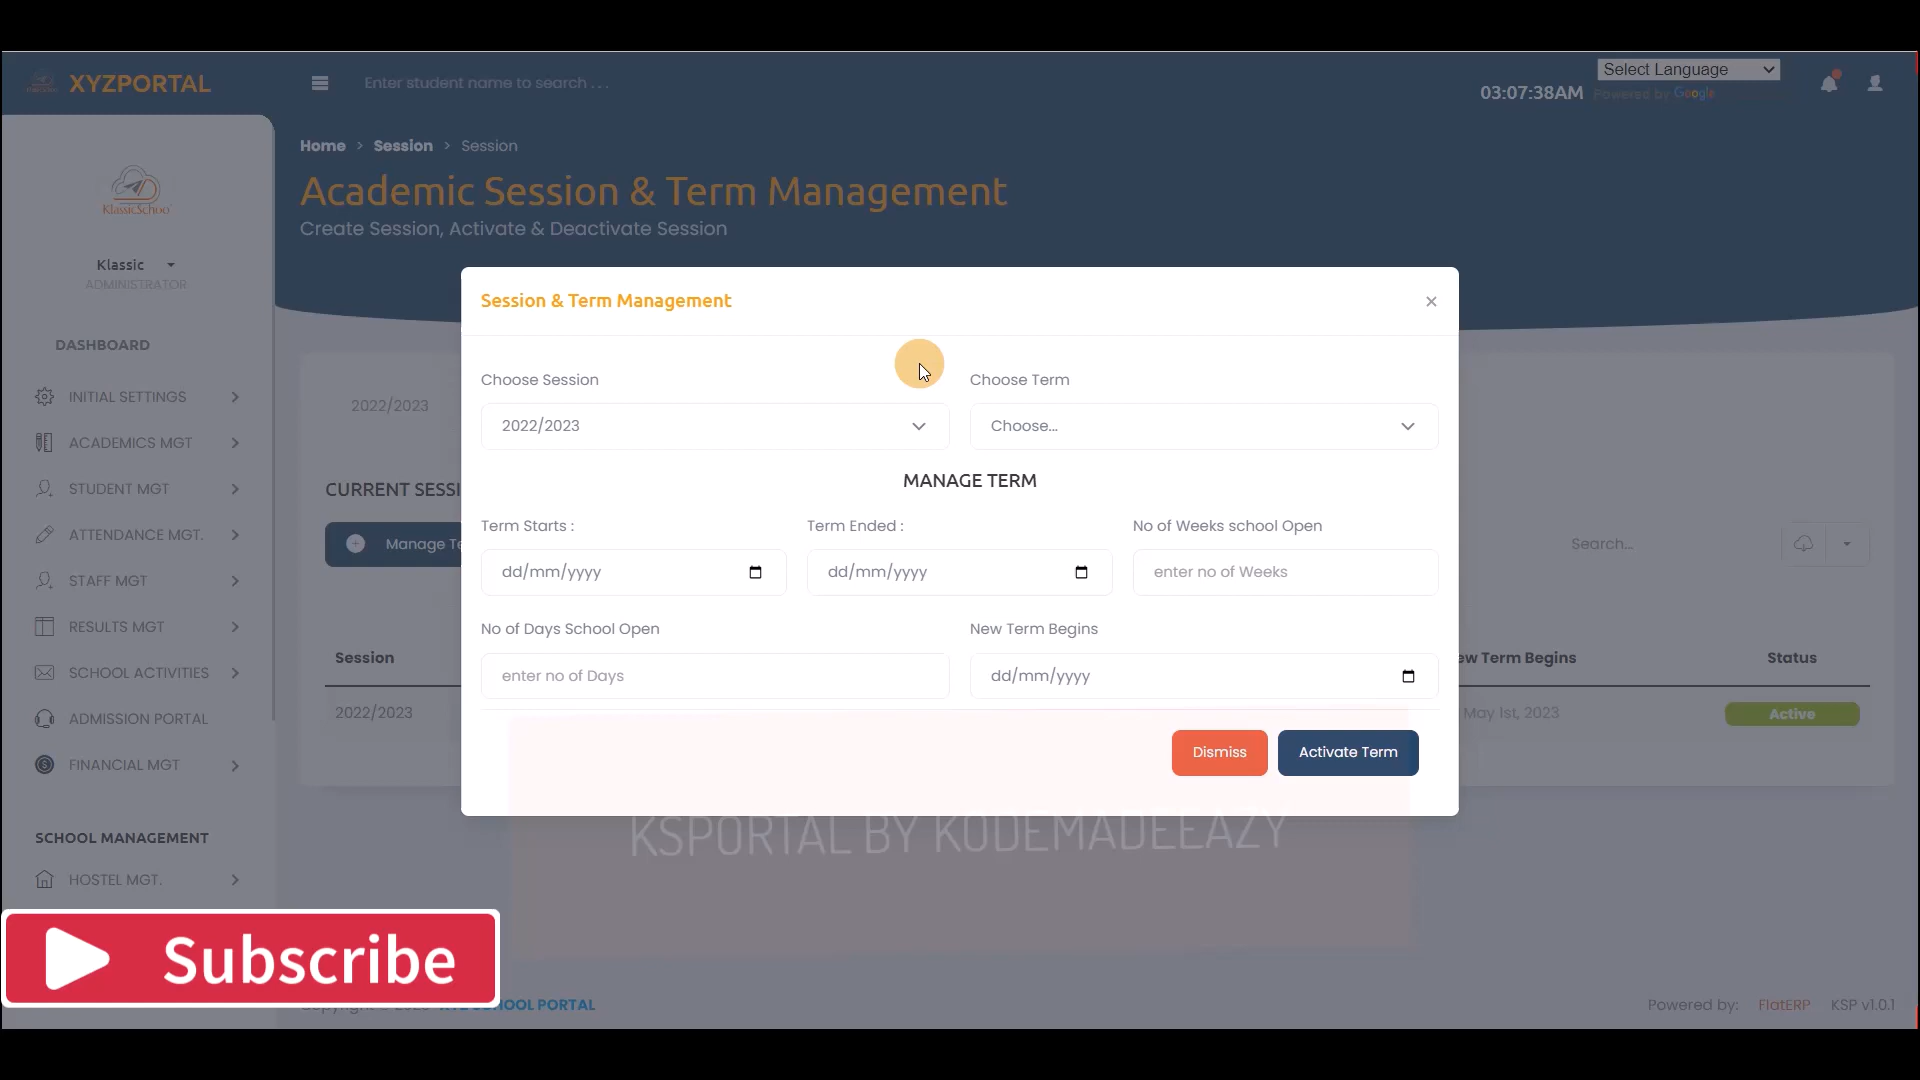 XYZPORTAL
Enter student name to search . . .
03:07:38AM
Select Language
Powered by Google
Home > Session > Session
Academic Session & Term Management
Create Session, Activate & Deactivate Session
Klassic
ADMINISTRATOR
DASHBOARD
INITIAL SETTINGS
ACADEMICS MGT
STUDENT MGT
ATTENDANCE MGT.
STAFF MGT
RESULTS MGT
SCHOOL ACTIVITIES
ADMISSION PORTAL
FINANCIAL MGT
SCHOOL MANAGEMENT
HOSTEL MGT.
2022/2023
CURRENT SESSI
Manage Te
Search...
Session
ew Term Begins
Status
2022/2023
May 1st, 2023
Active
Session & Term Management
×
Choose Session
Choose Term
2022/2023
Choose...
MANAGE TERM
Term Starts :
Term Ended :
No of Weeks school Open
dd/mm/yyyy
dd/mm/yyyy
enter no of Weeks
No of Days School Open
New Term Begins
enter no of Days
dd/mm/yyyy
Dismiss
Activate Term
KSPORTAL BY KODEMADEEAZY
Subscribe
OOL PORTAL
Powered by: FlatERP KSP v1.0.1